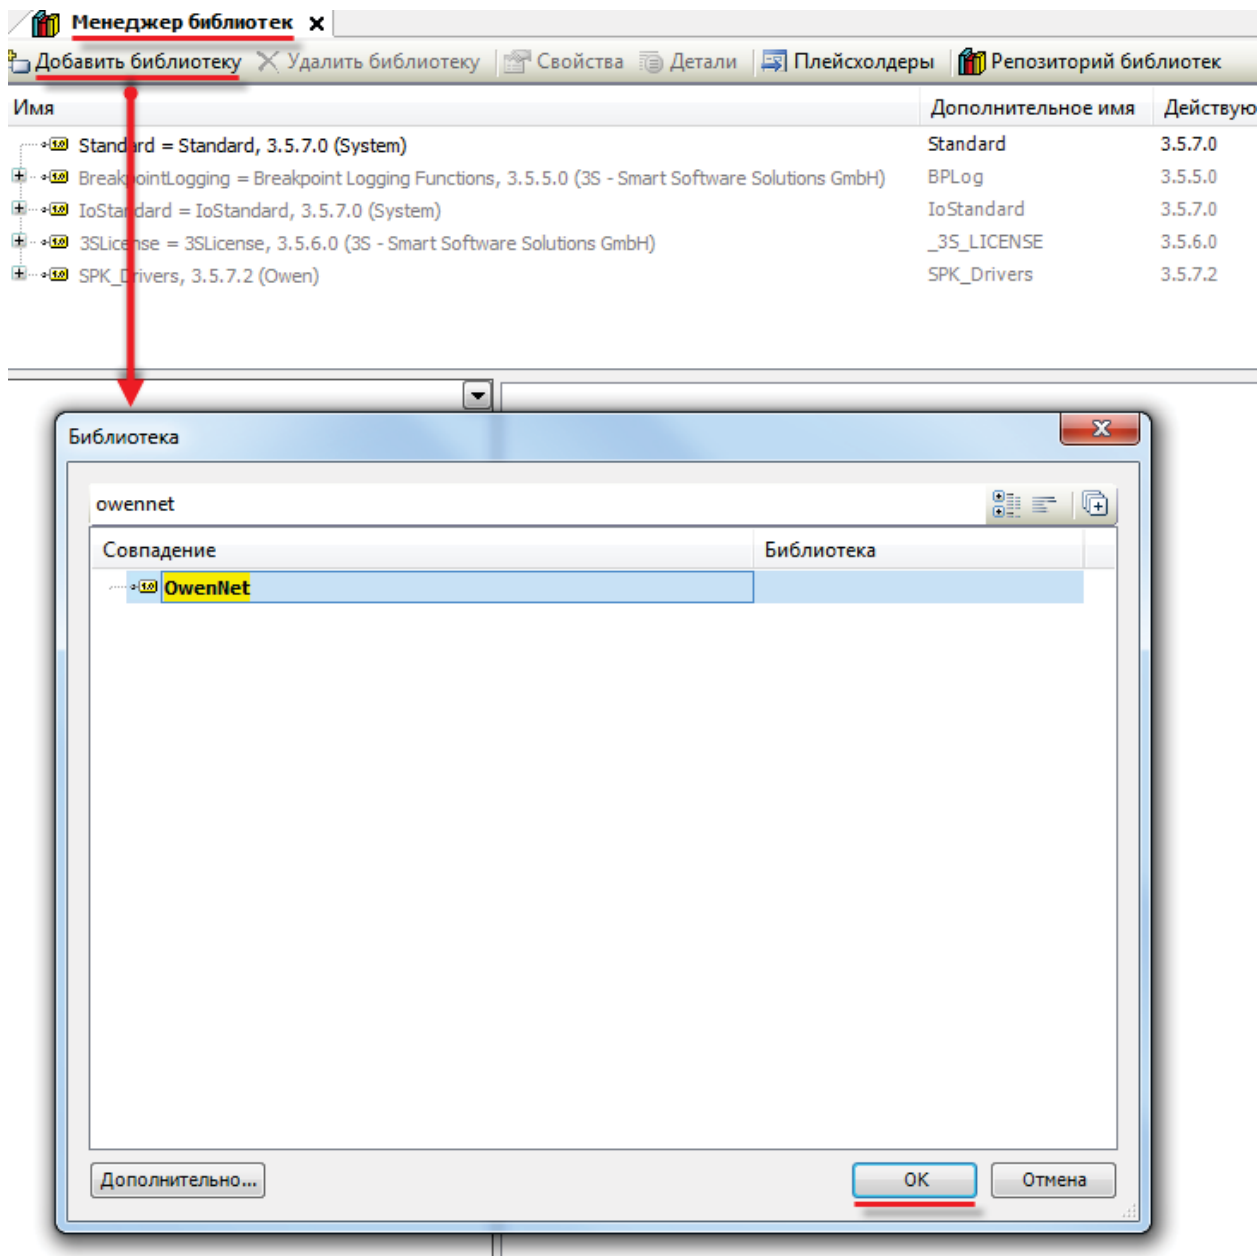 Менеджер библиотек x
Добавить библиотеку Удалить библиотеку Свойства Детали Плейсхолдеры Репозиторий библиотек
Имя Дополнительное имя Действую
Standard = Standard, 3.5.7.0 (System) Standard 3.5.7.0
BreakpointLogging = Breakpoint Logging Functions, 3.5.5.0 (3S - Smart Software Solutions GmbH) BPLog 3.5.5.0
IoStandard = IoStandard, 3.5.7.0 (System) IoStandard 3.5.7.0
3SLicense = 3SLicense, 3.5.6.0 (3S - Smart Software Solutions GmbH) _3S_LICENSE 3.5.6.0
SPK_Drivers, 3.5.7.2 (Owen) SPK_Drivers 3.5.7.2
Библиотека
owennet
Совпадение Библиотека
OwenNet
Дополнительно... ОК Отмена